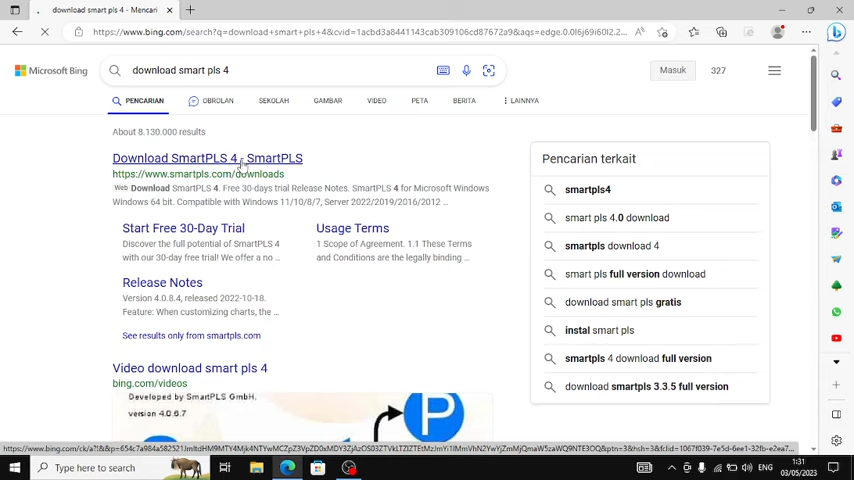 download smart pls 4 - Mencari
https://www.bing.com/search?q=download+smart+pls+4&cvid=1acbd3a8441143cab309106cd87672a9&aqs=edge.0.0l6j69i60l2.2...
Microsoft Bing
download smart pls 4
Masuk
327
PENCARIAN
OBROLAN
SEKOLAH
GAMBAR
VIDEO
PETA
BERITA
LAINNYA
About 8.130.000 results
Download SmartPLS 4 - SmartPLS
https://www.smartpls.com/downloads
Web Download SmartPLS 4. Free 30-days trial Release Notes. SmartPLS 4 for Microsoft Windows
Windows 64 bit. Compatible with Windows 11/10/8/7, Server 2022/2019/2016/2012 ...
Start Free 30-Day Trial
Discover the full potential of SmartPLS 4
with our 30-day free trial! We offer a no ...
Usage Terms
1 Scope of Agreement. 1.1 These Terms
and Conditions are the legally binding ...
Release Notes
Version 4.0.8.4, released 2022-10-18.
Feature: When customizing charts, the ...
See results only from smartpls.com
Video download smart pls 4
bing.com/videos
Developed by SmartPLS GmbH.
version 4.0.6.7
P
Pencarian terkait
smartpls4
smart pls 4.0 download
smartpls download 4
smart pls full version download
download smart pls gratis
instal smart pls
smartpls 4 download full version
download smartpls 3.3.5 full version
Type here to search
ENG
1:31
03/05/2023